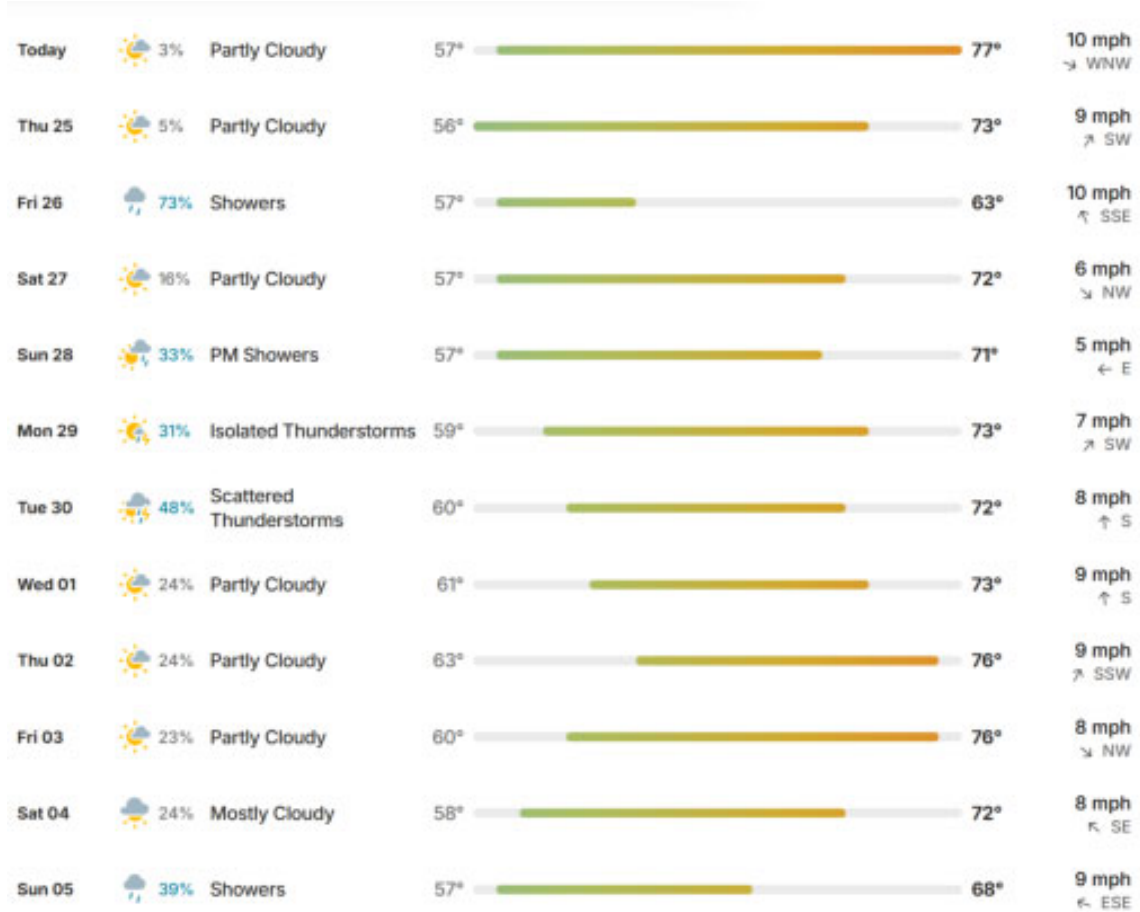 Today 3% Partly Cloudy 57° 77° 10 mph
WNW
Thu 25 5% Partly Cloudy 56° 73° 9 mph
SW
Fri 26 73% Showers 57° 63° 10 mph
SSE
Sat 27 16% Partly Cloudy 57° 72° 6 mph
NW
Sun 28 33% PM Showers 57° 71° 5 mph
E
Mon 29 31% Isolated Thunderstorms 59° 73° 7 mph
SW
Tue 30 48% Scattered Thunderstorms 60° 72° 8 mph
S
Wed 01 24% Partly Cloudy 61° 73° 9 mph
S
Thu 02 24% Partly Cloudy 63° 76° 9 mph
SSW
Fri 03 23% Partly Cloudy 60° 76° 8 mph
NW
Sat 04 24% Mostly Cloudy 58° 72° 8 mph
SE
Sun 05 39% Showers 57° 68° 9 mph
ESE